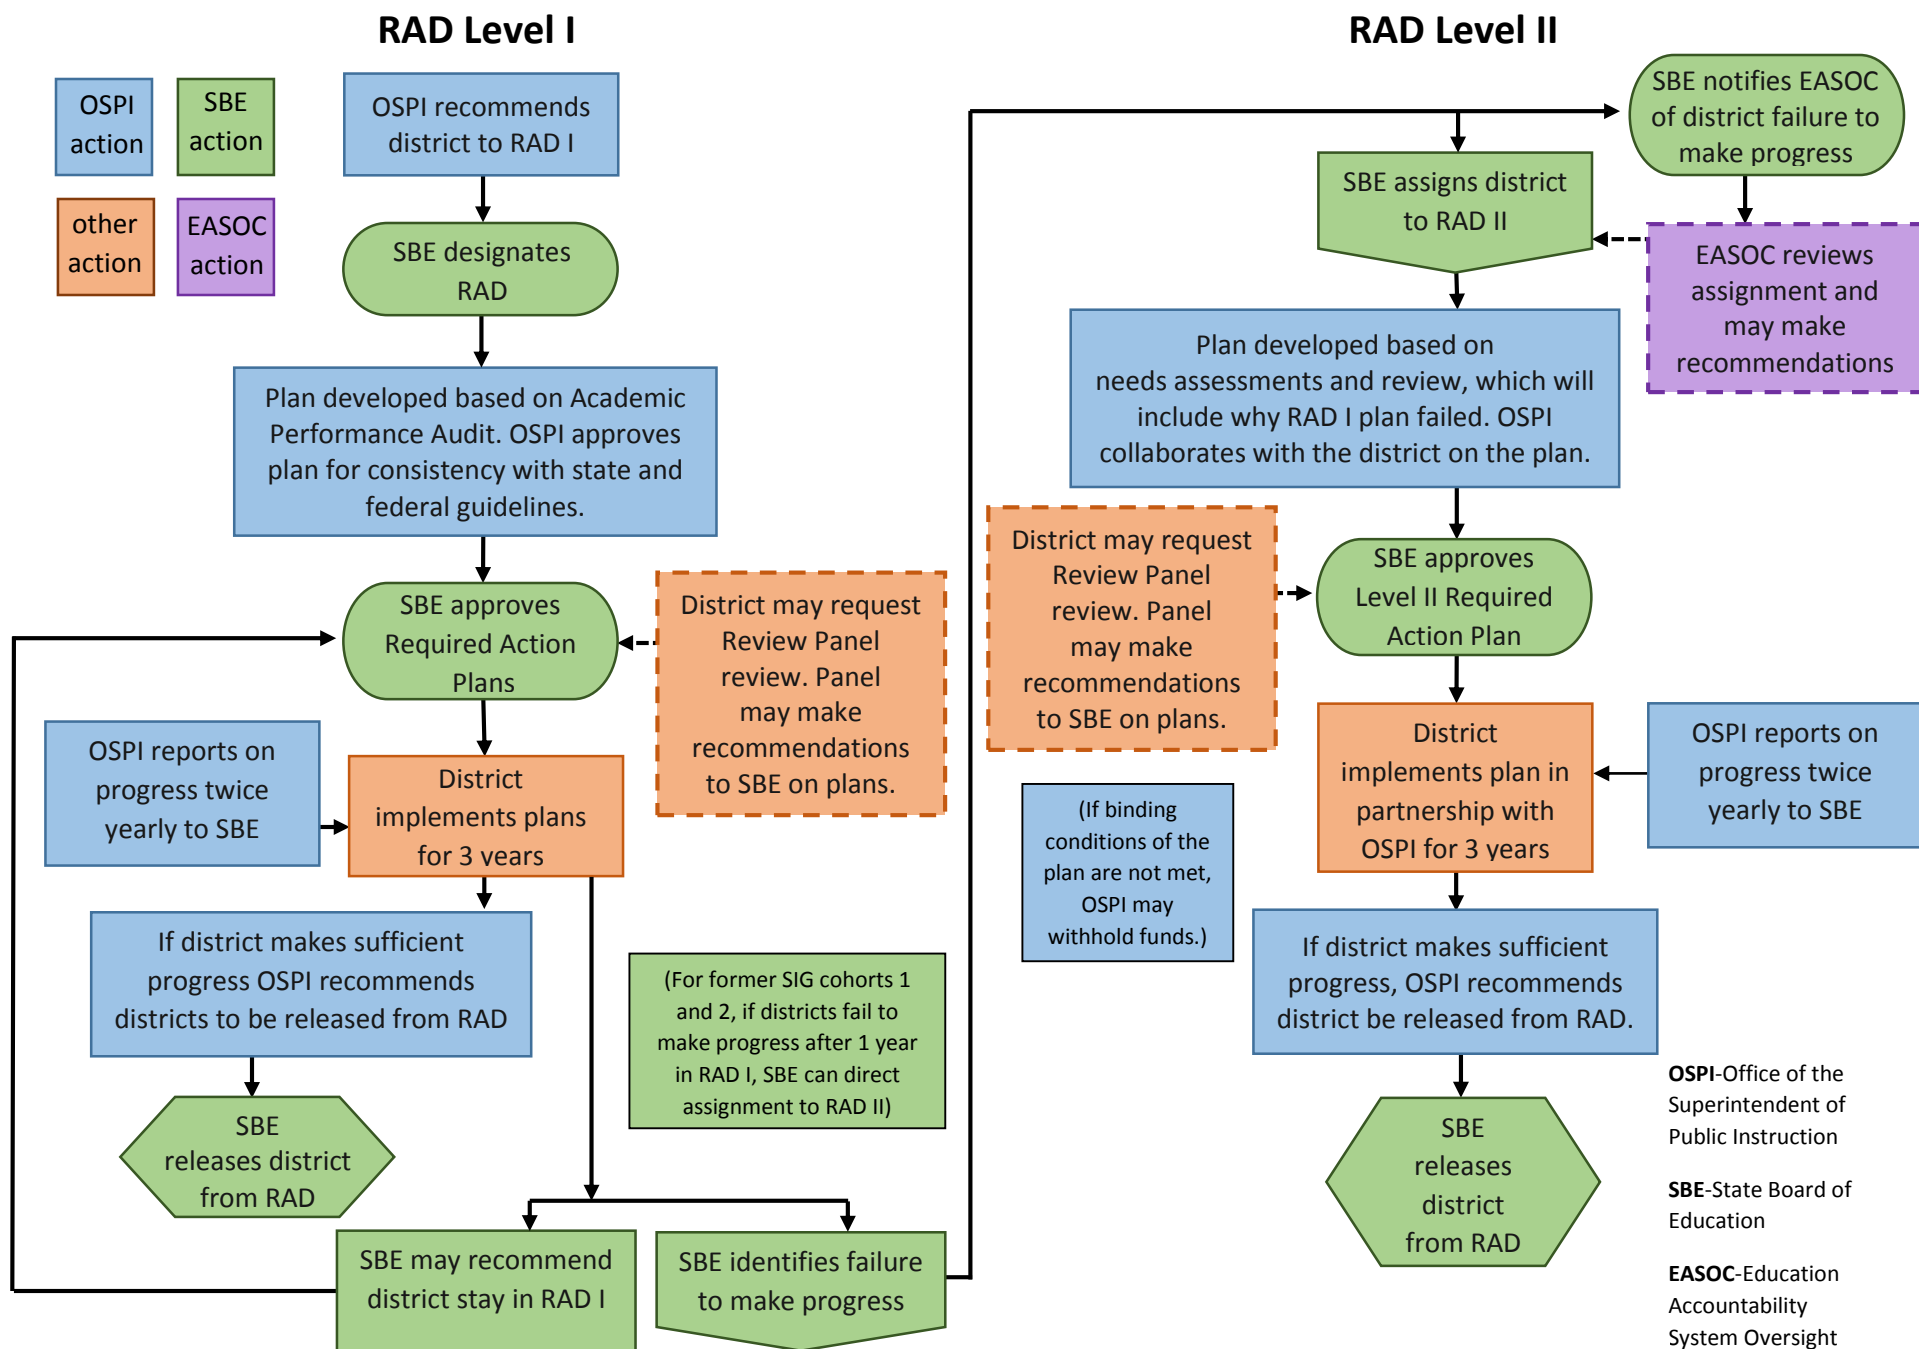 RAD Level I
OSPI
action
SBE
action
other
action
EASOC
action
OSPI recommends
district to RAD I
SBE designates
RAD
Plan developed based on Academic
Performance Audit. OSPI approves
plan for consistency with state and
federal guidelines.
SBE approves
Required Action
Plans
District may request
Review Panel
review. Panel
may make
recommendations
to SBE on plans.
OSPI reports on
progress twice
yearly to SBE
District
implements plans
for 3 years
If district makes sufficient
progress OSPI recommends
districts to be released from RAD
(For former SIG cohorts 1
and 2, if districts fail to
make progress after 1 year
in RAD I, SBE can direct
assignment to RAD II)
SBE
releases district
from RAD
SBE may recommend
district stay in RAD I
SBE identifies failure
to make progress
RAD Level II
SBE notifies EASOC
of district failure to
make progress
SBE assigns district
to RAD II
EASOC reviews
assignment and
may make
recommendations
Plan developed based on
needs assessments and review, which will
include why RAD I plan failed. OSPI
collaborates with the district on the plan.
District may request
Review Panel
review. Panel
may make
recommendations
to SBE on plans.
SBE approves
Level II Required
Action Plan
District
implements plan in
partnership with
OSPI for 3 years
OSPI reports on
progress twice
yearly to SBE
(If binding
conditions of the
plan are not met,
OSPI may
withhold funds.)
If district makes sufficient
progress, OSPI recommends
district be released from RAD.
SBE
releases
district
from RAD
OSPI-Office of the
Superintendent of
Public Instruction
SBE-State Board of
Education
EASOC-Education
Accountability
System Oversight